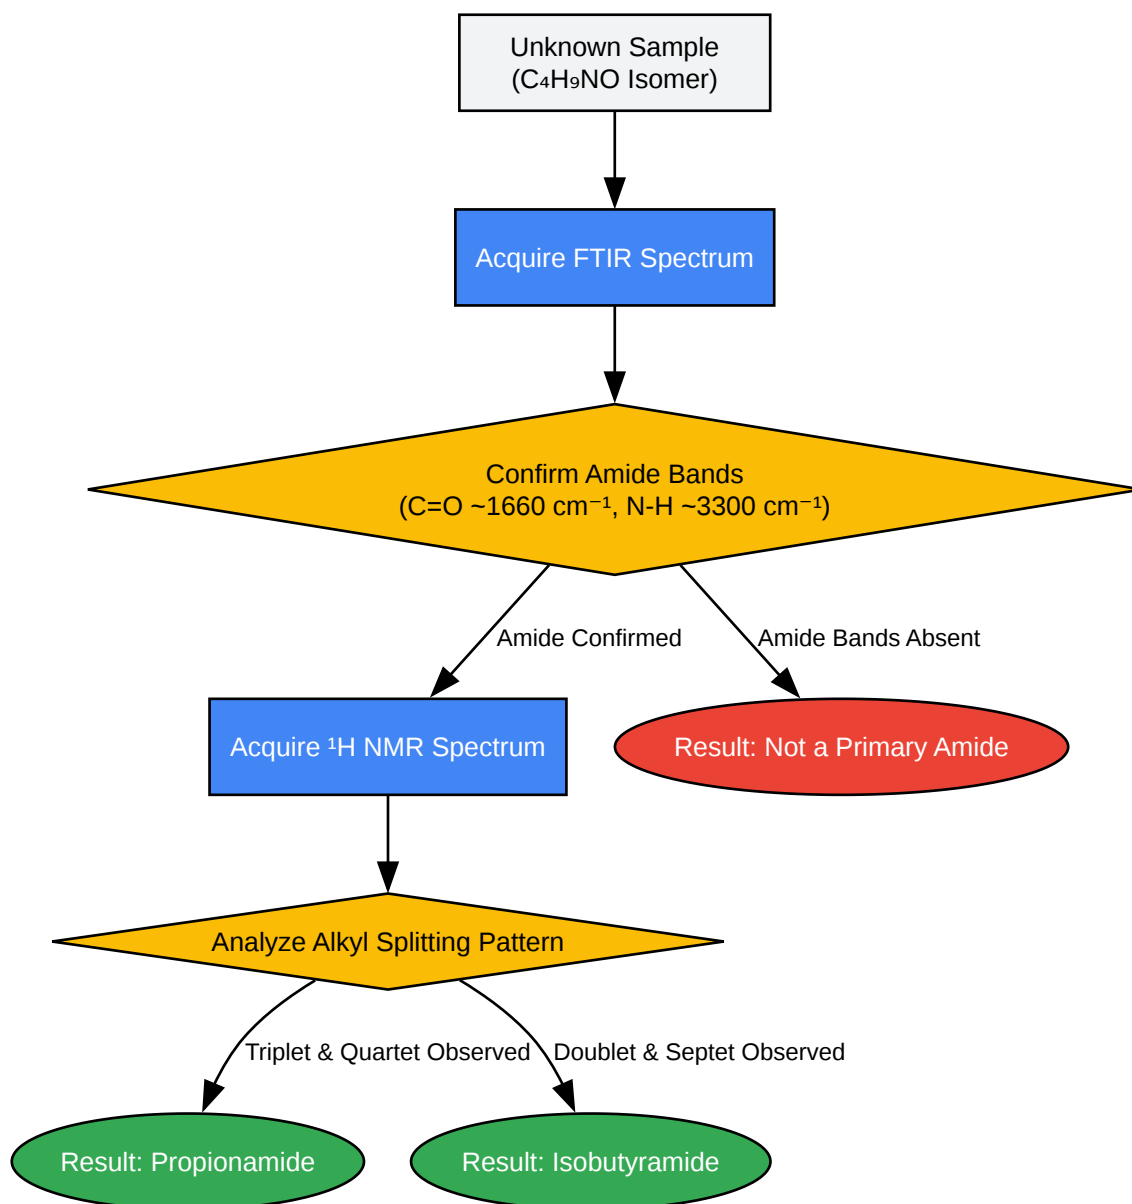 Unknown Sample
(C₄H₉NO Isomer)
Acquire FTIR Spectrum
Confirm Amide Bands
(C=O ~1660 cm⁻¹, N-H ~3300 cm⁻¹)
Amide Confirmed
Amide Bands Absent
Acquire ¹H NMR Spectrum
Result: Not a Primary Amide
Analyze Alkyl Splitting Pattern
Triplet & Quartet Observed
Doublet & Septet Observed
Result: Propionamide
Result: Isobutyramide